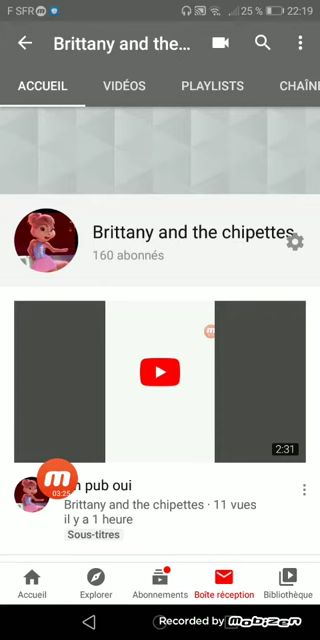 F SFR 25 % 22:19
Brittany and the...
ACCUEIL VIDÉOS PLAYLISTS CHAÎN
Brittany and the chipettes
160 abonnés
2:31
n pub oui
03:25
Brittany and the chipettes · 11 vues
il y a 1 heure
Sous-titres
Accueil Explorer Abonnements Boîte réception Bibliothèque
Recorded by Mobizen